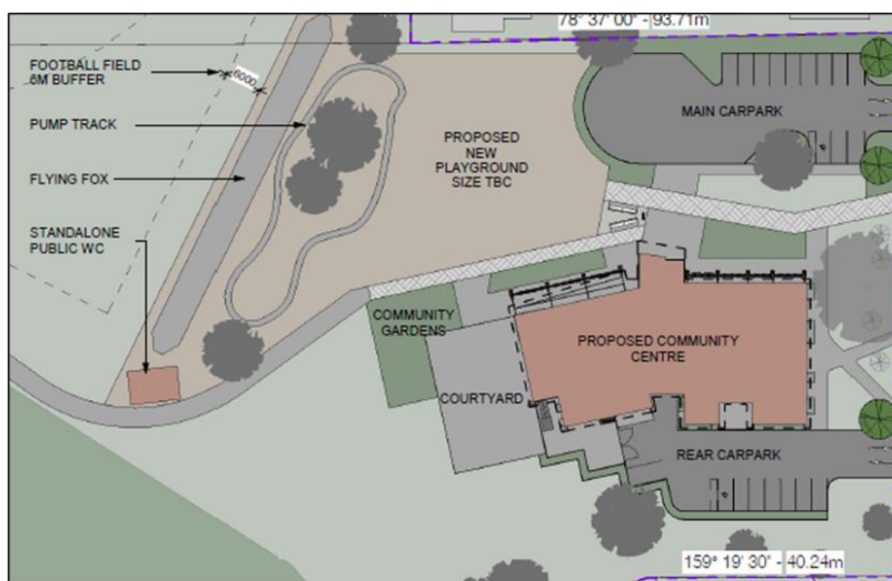 78° 37' 00" - 93.71m
FOOTBALL FIELD
6M BUFFER
6000
PUMP TRACK
FLYING FOX
STANDALONE
PUBLIC WC
PROPOSED
NEW
PLAYGROUND
SIZE TBC
MAIN CARPARK
COMMUNITY
GARDENS
COURTYARD
PROPOSED COMMUNITY
CENTRE
REAR CARPARK
159° 19' 30" - 40.24m